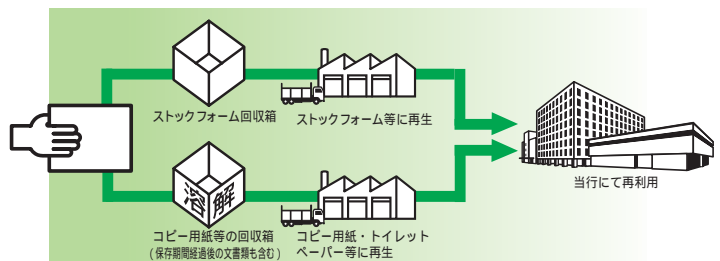 ストックフォーム回収箱
ストックフォーム等に再生
溶解
コピー用紙等の回収箱
(保存期間経過後の文書類も含む)
コピー用紙・トイレット
ペーパー等に再生
当行にて再利用